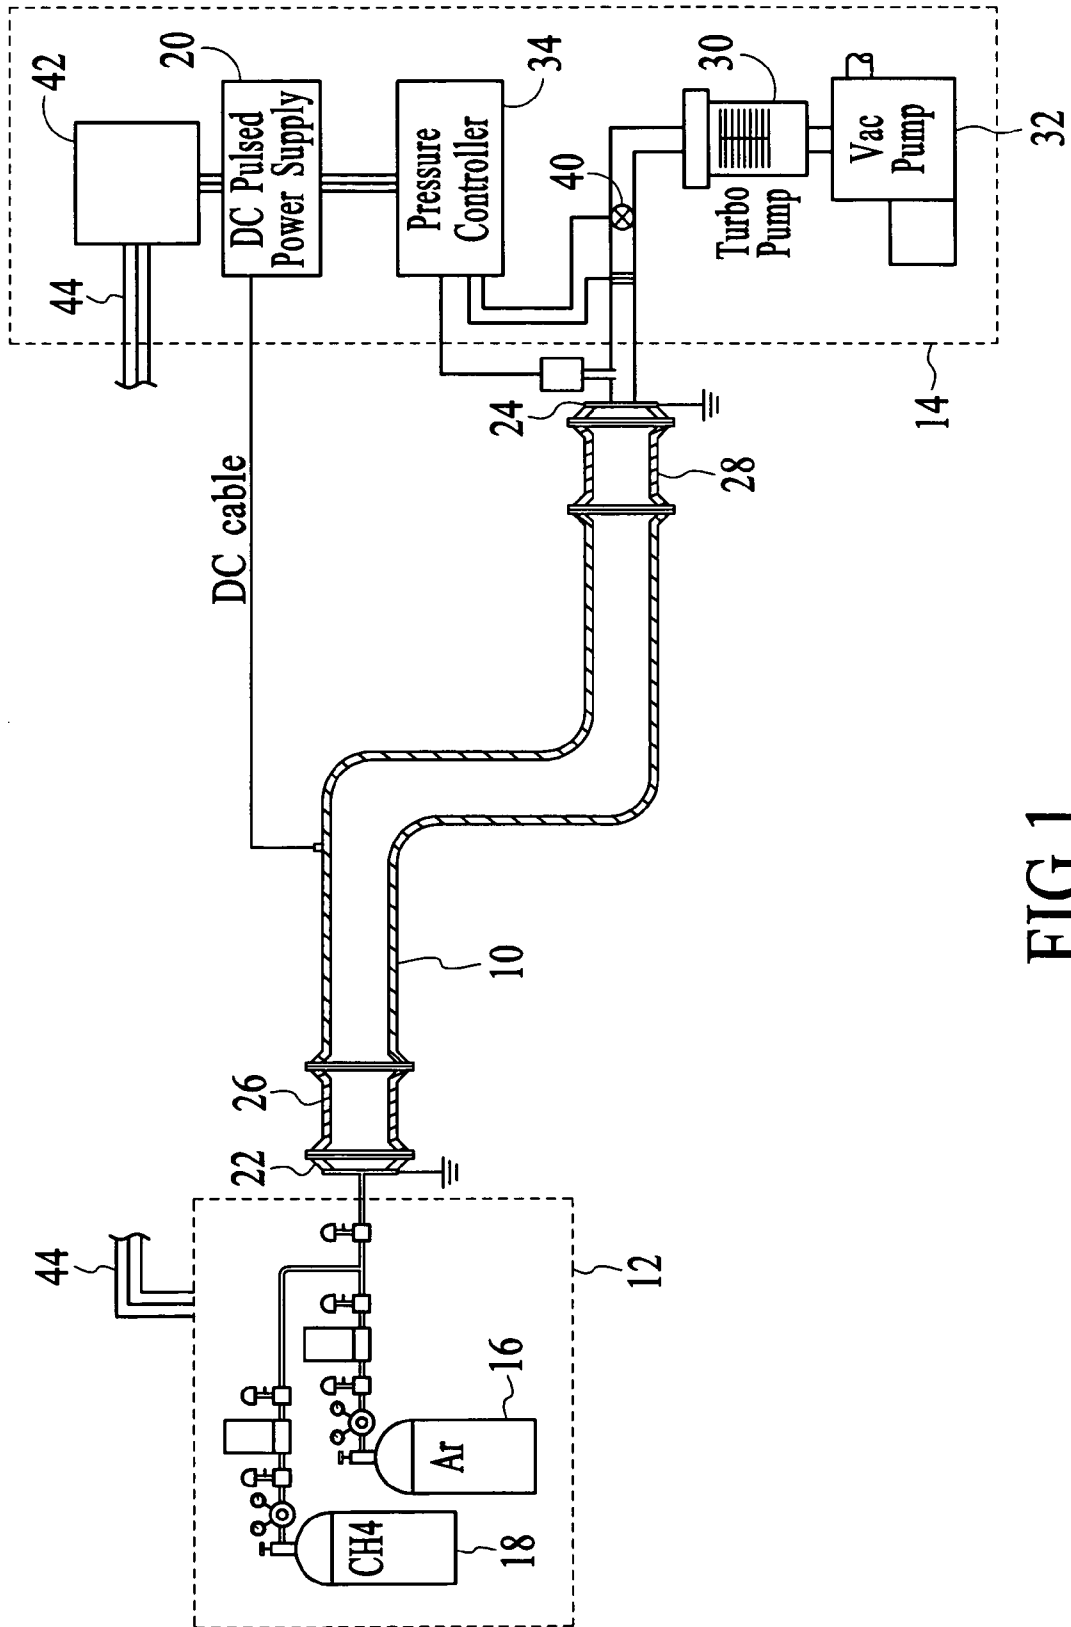 44
44
42
20
DC cable
DC Pulsed
Power Supply
22
26
CH4
Ar
18
16
12
10
Pressure
Controller
34
24
40
28
Turbo
Pump
30
Vac
Pump
14
32
FIG 1